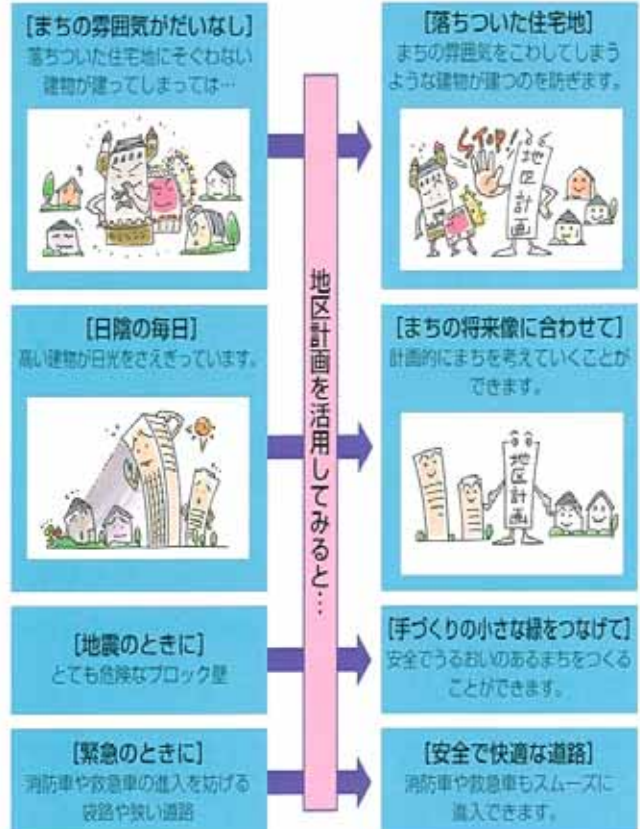 [まちの雰囲気がだいなし]
落ちついた住宅地にそぐわない
建物が建ってしまっては…
[落ちついた住宅地]
まちの雰囲気をこわしてしまう
ような建物が建つのを防ぎます。
STOP!
地区計画
地区計画を活用してみると…
[日陰の毎日]
高い建物が日光をさえぎっています。
[まちの将来像に合わせて]
計画的にまちを考えていくことが
できます。
地区計画
[地震のときに]
とても危険なブロック壁
[手づくりの小さな緑をつなげて]
安全でうるおいのあるまちをつくる
ことができます。
[緊急のときに]
消防車や救急車の進入を妨げる
袋路や狭い道路
[安全で快適な道路]
消防車や救急車もスムーズに
進入できます。